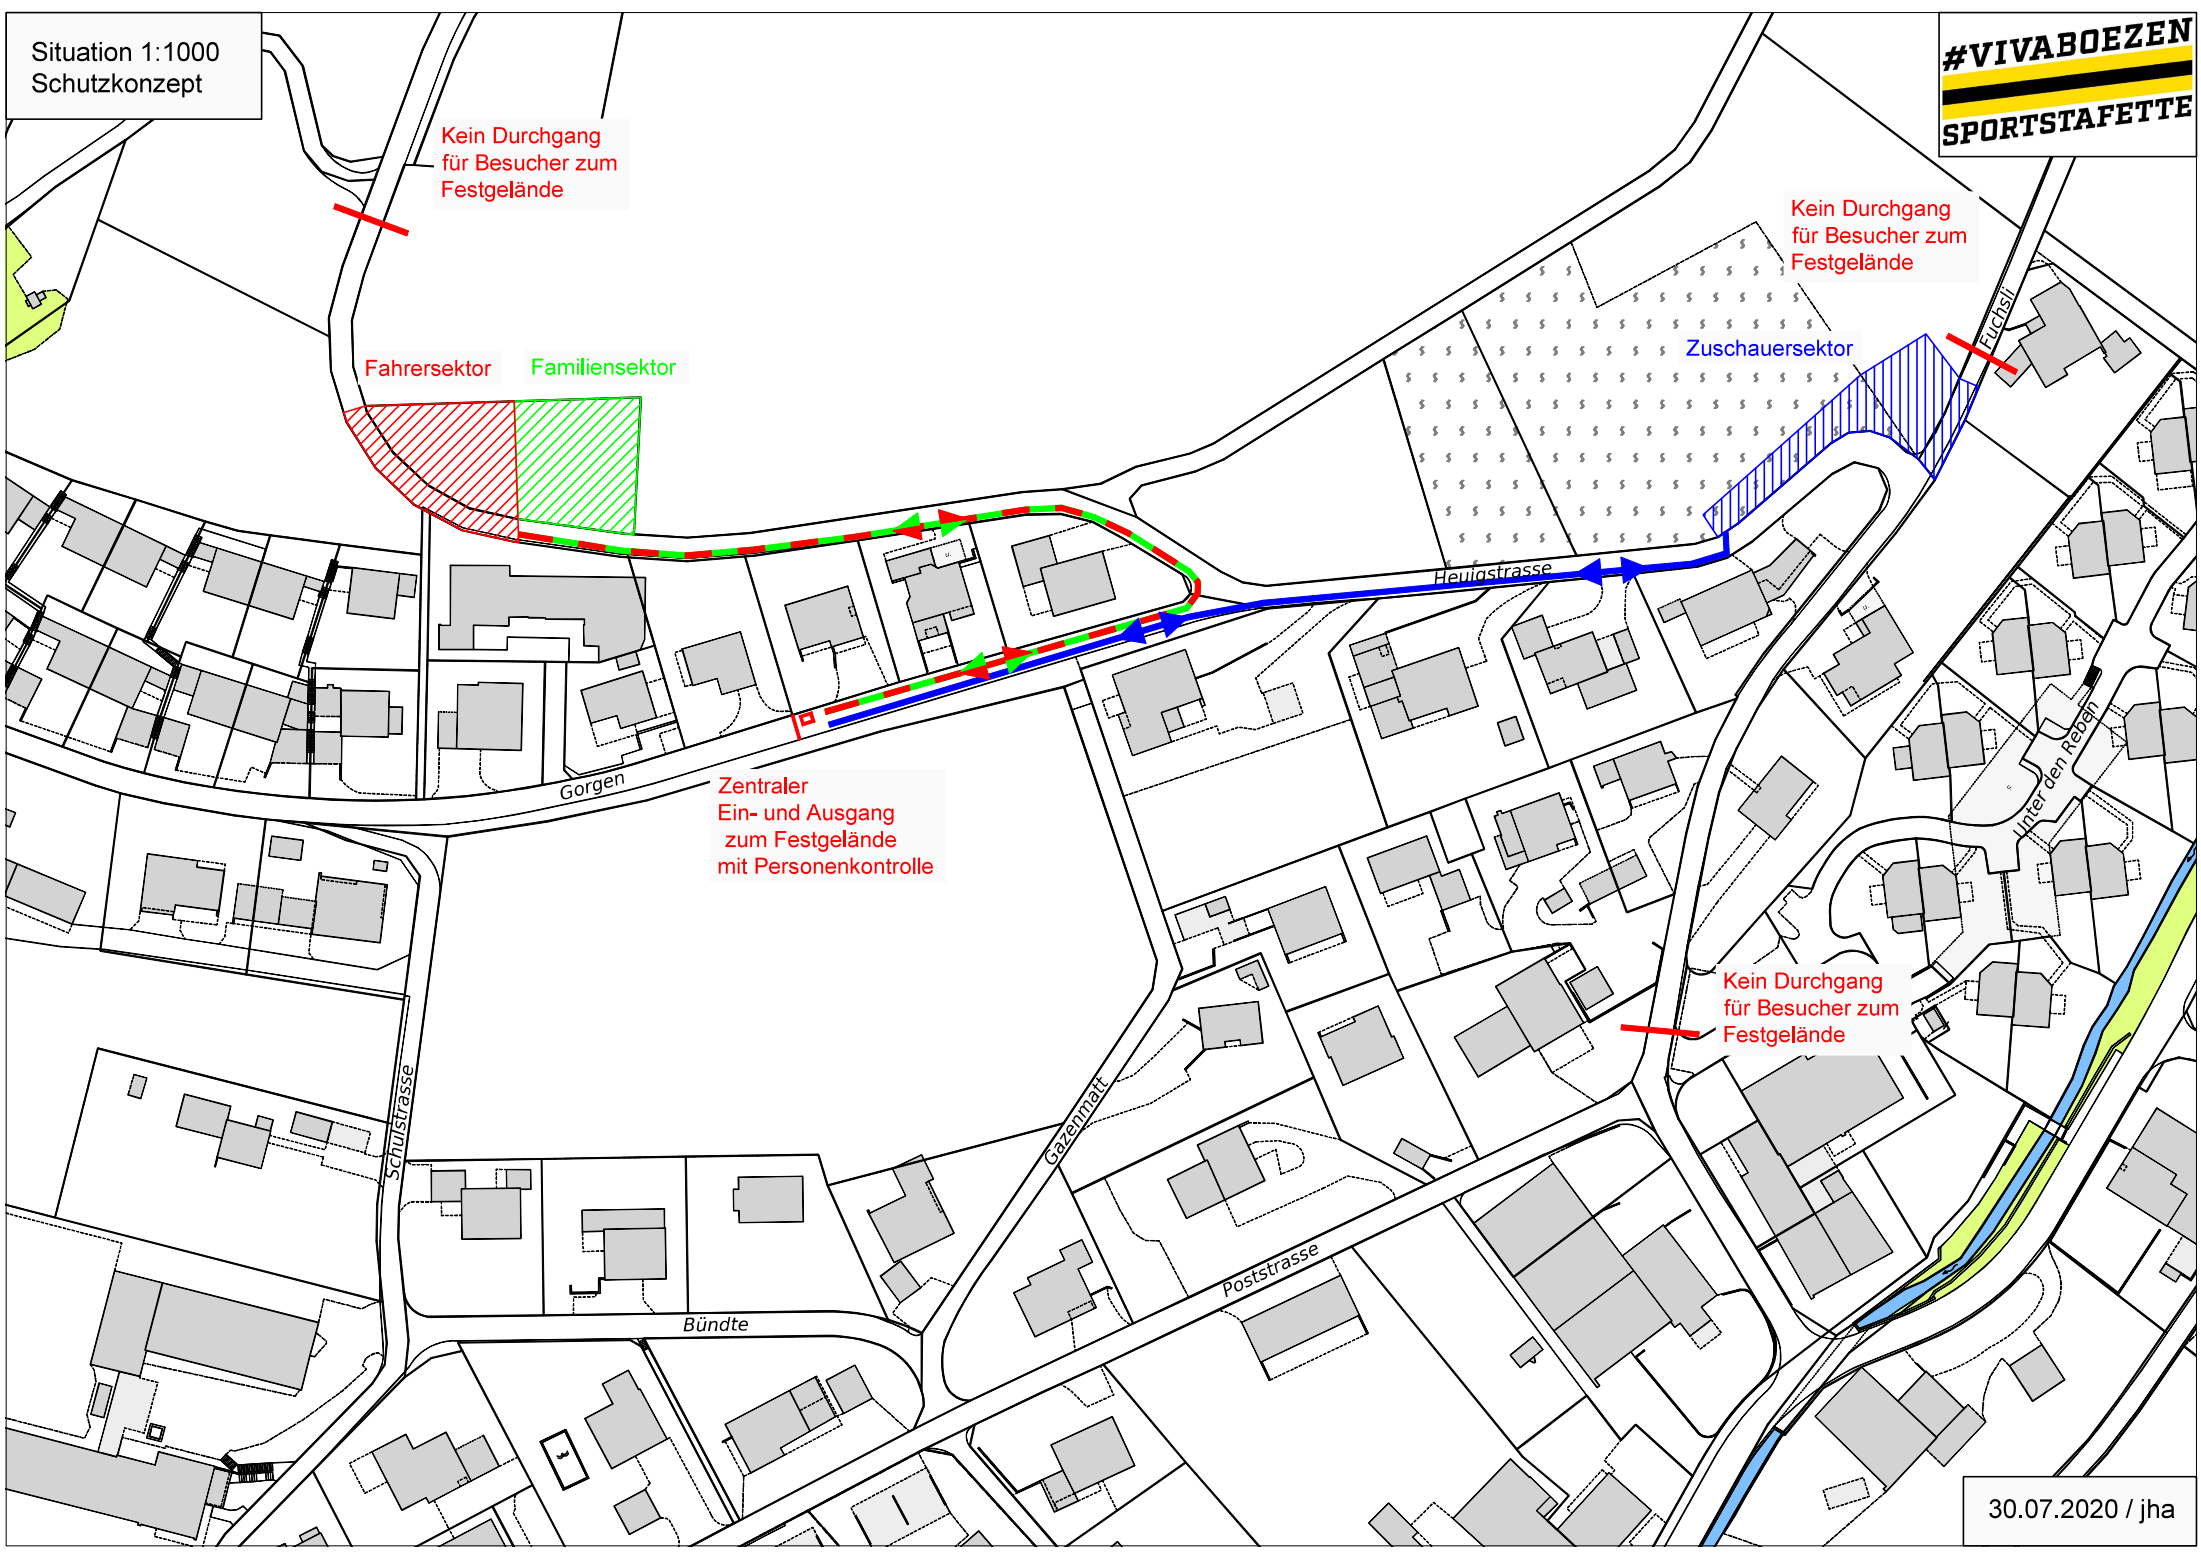 Situation 1:1000
Schutzkonzept
#VIVABOEZEN
SPORTSTAFETTE
Kein Durchgang
für Besucher zum
Festgelände
Kein Durchgang
für Besucher zum
Festgelände
Fuchsli
Zuschauersektor
Fahrersektor
Familiensektor
Heuigstrasse
Gorgen
Zentraler
Ein- und Ausgang
zum Festgelände
mit Personenkontrolle
Unter den Reben
Kein Durchgang
für Besucher zum
Festgelände
Schulstrasse
Gazenmatt
Poststrasse
Bündte
30.07.2020 / jha